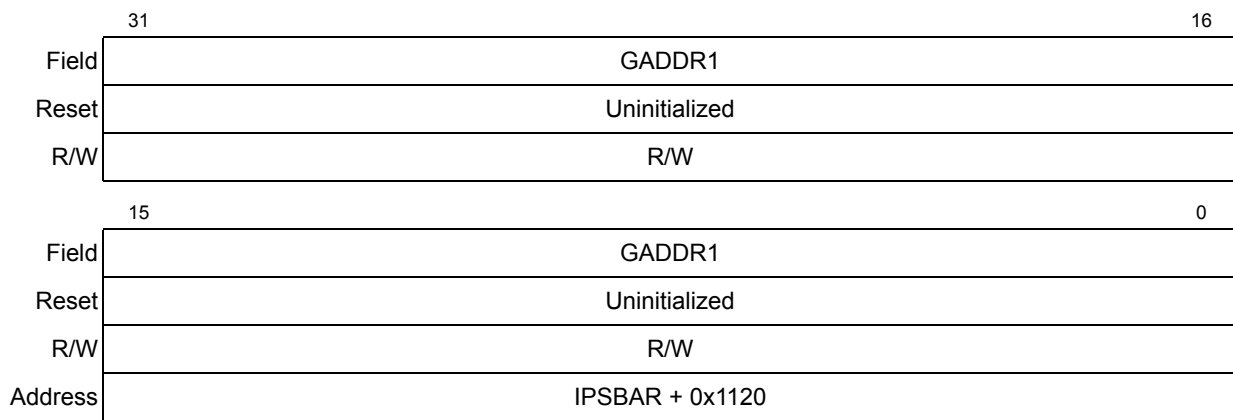 31 16
Field GADDR1
Reset Uninitialized
R/W R/W
15 0
Field GADDR1
Reset Uninitialized
R/W R/W
Address IPSBAR + 0x1120